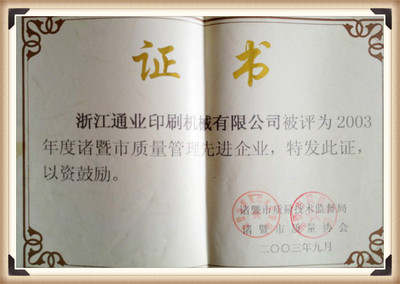 证书
浙江通业印刷机械有限公司被评为2003
年度诸暨市质量管理先进企业，特发此证，
以资鼓励。
诸暨市质量技术监督局
诸暨市质量协会
二〇〇三年九月